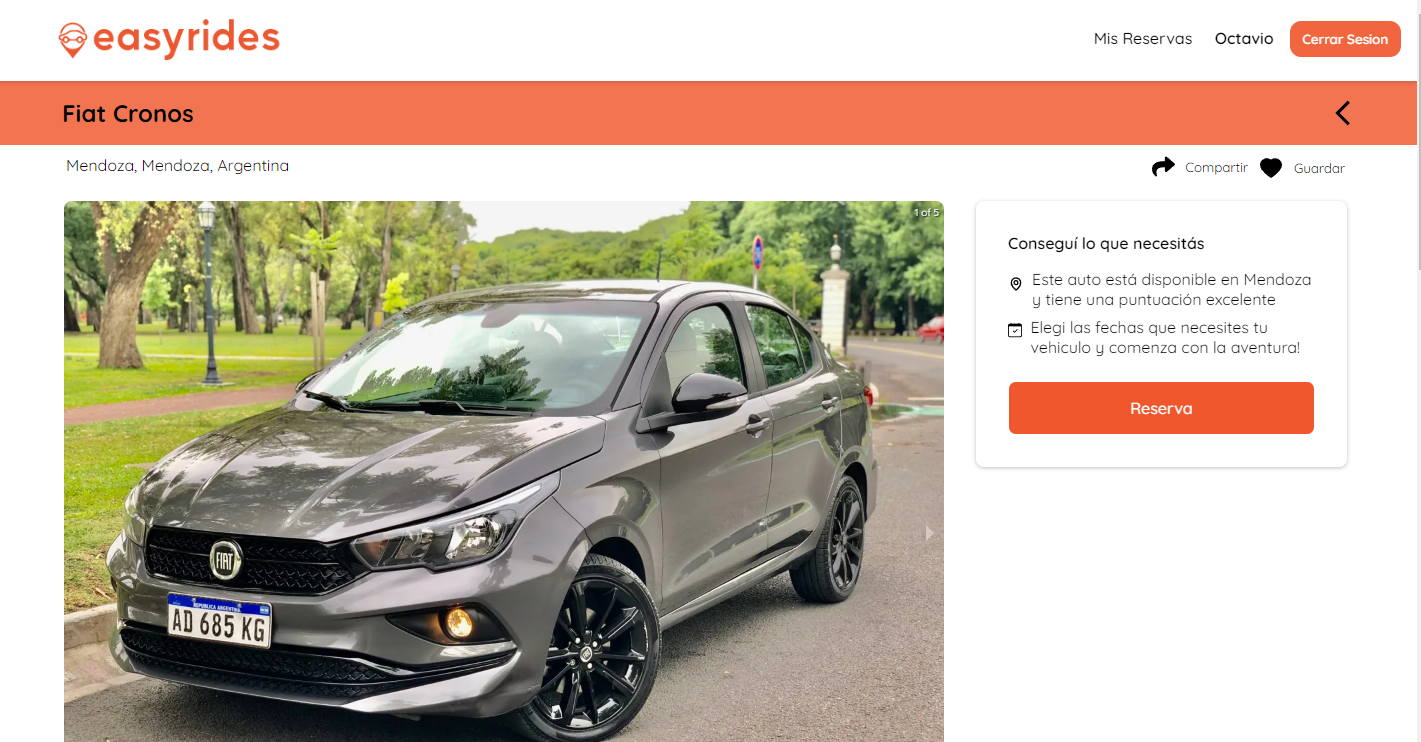 easyrides
Mis Reservas
Octavio
Cerrar Sesion
Fiat Cronos
Mendoza, Mendoza, Argentina
Compartir
Guardar
1 of 5
Conseguí lo que necesitás
Este auto está disponible en Mendoza
y tiene una puntuación excelente
Elegi las fechas que necesites tu
vehiculo y comenza con la aventura!
Reserva
FIAT
REPUBLICA ARGENTINA
AD 685 KG